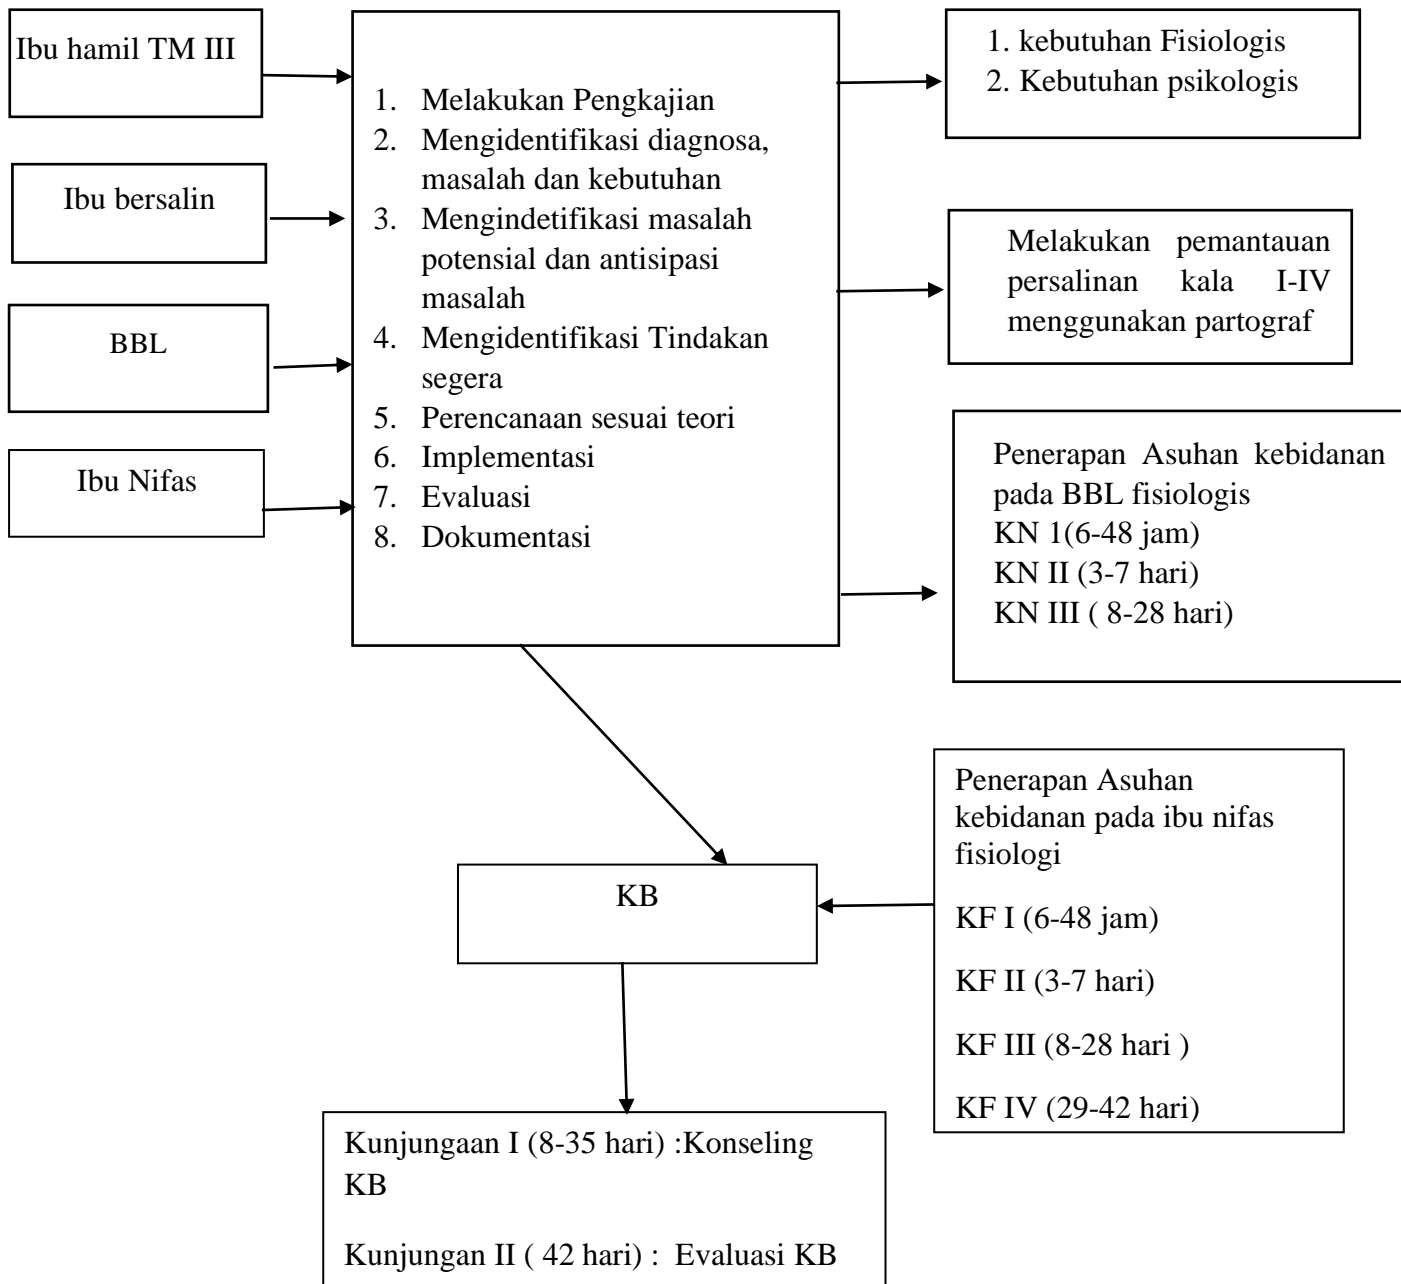 Ibu hamil TM III
Ibu bersalin
BBL
Ibu Nifas
1. Melakukan Pengkajian
2. Mengidentifikasi diagnosa,
masalah dan kebutuhan
3. Mengindetifikasi masalah
potensial dan antisipasi
masalah
4. Mengidentifikasi Tindakan
segera
5. Perencanaan sesuai teori
6. Implementasi
7. Evaluasi
8. Dokumentasi
1. kebutuhan Fisiologis
2. Kebutuhan psikologis
Melakukan pemantauan
persalinan kala I-IV
menggunakan partograf
Penerapan Asuhan kebidanan
pada BBL fisiologis
KN 1(6-48 jam)
KN II (3-7 hari)
KN III ( 8-28 hari)
Penerapan Asuhan
kebidanan pada ibu nifas
fisiologi
KF I (6-48 jam)
KF II (3-7 hari)
KF III (8-28 hari )
KF IV (29-42 hari)
KB
Kunjungaan I (8-35 hari) :Konseling
KB
Kunjungan II ( 42 hari) : Evaluasi KB